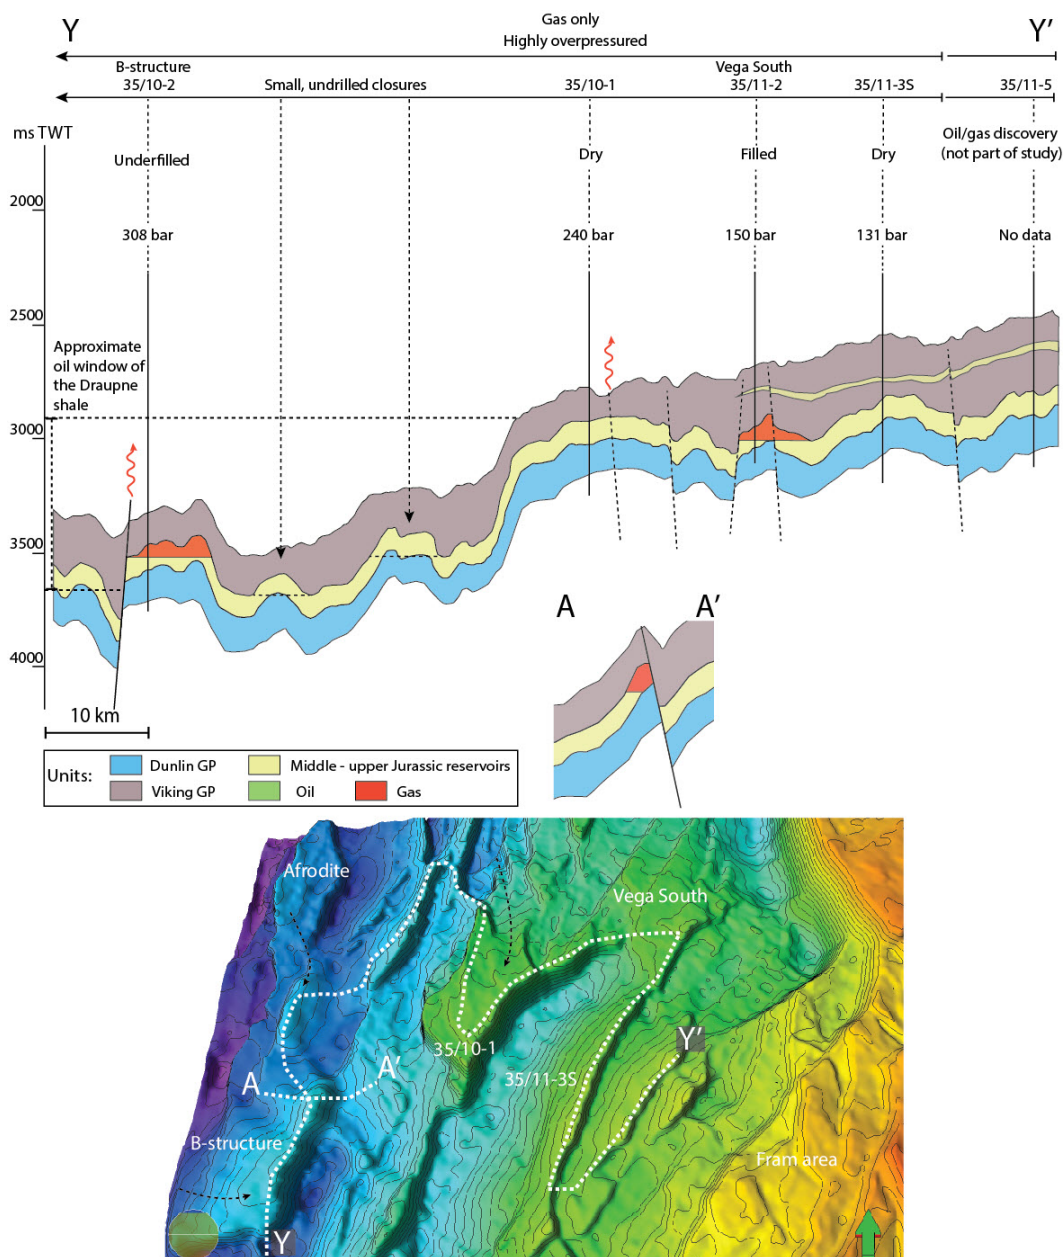 Y
Gas only
Highly overpressured
Y'
B-structure
35/10-2
Small, undrilled closures
35/10-1
Vega South
35/11-2
35/11-3S
35/11-5
ms TWT
Underfilled
Dry
Filled
Dry
Oil/gas discovery
(not part of study)
2000
308 bar
240 bar
150 bar
131 bar
No data
2500
Approximate
oil window of
the Draupne
shale
3000
3500
4000
A
A'
10 km
Units:
Dunlin GP
Middle - upper Jurassic reservoirs
Viking GP
Oil
Gas
Afrodite
Vega South
35/10-1
Y'
A
A'
35/11-3S
B-structure
Fram area
Y